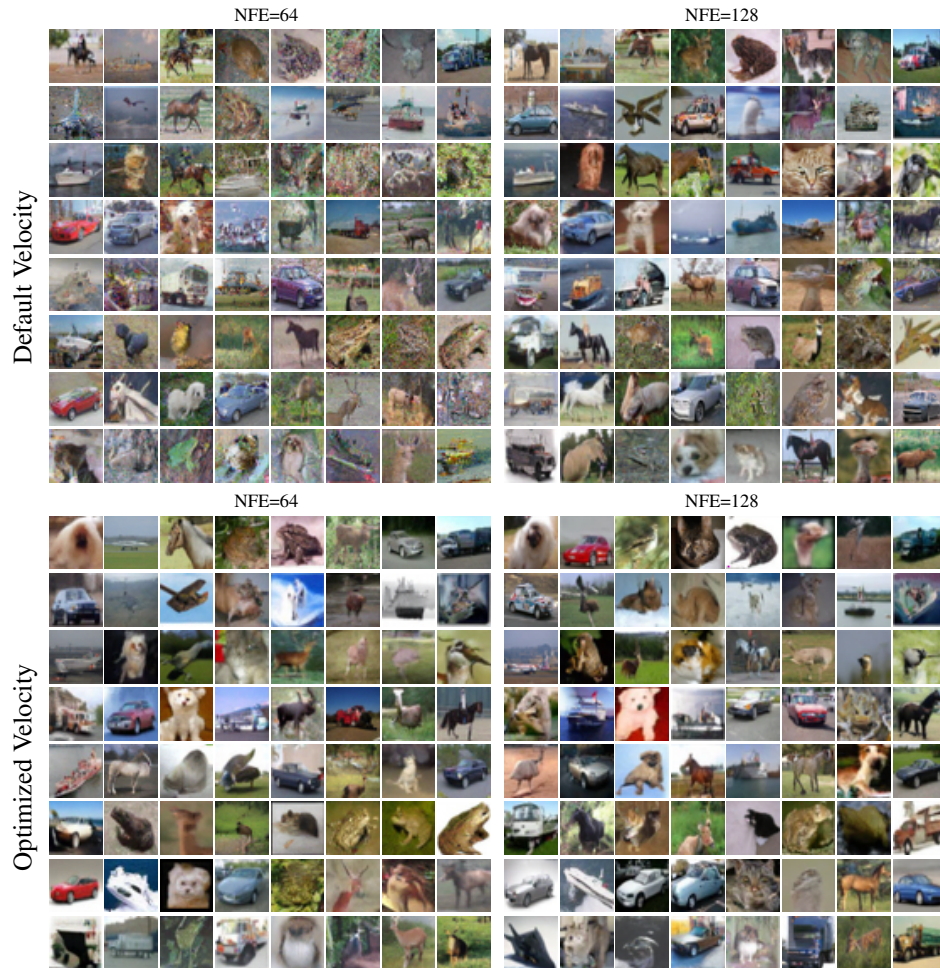 NFE=64
NFE=128
Default Velocity
NFE=64
NFE=128
Optimized Velocity